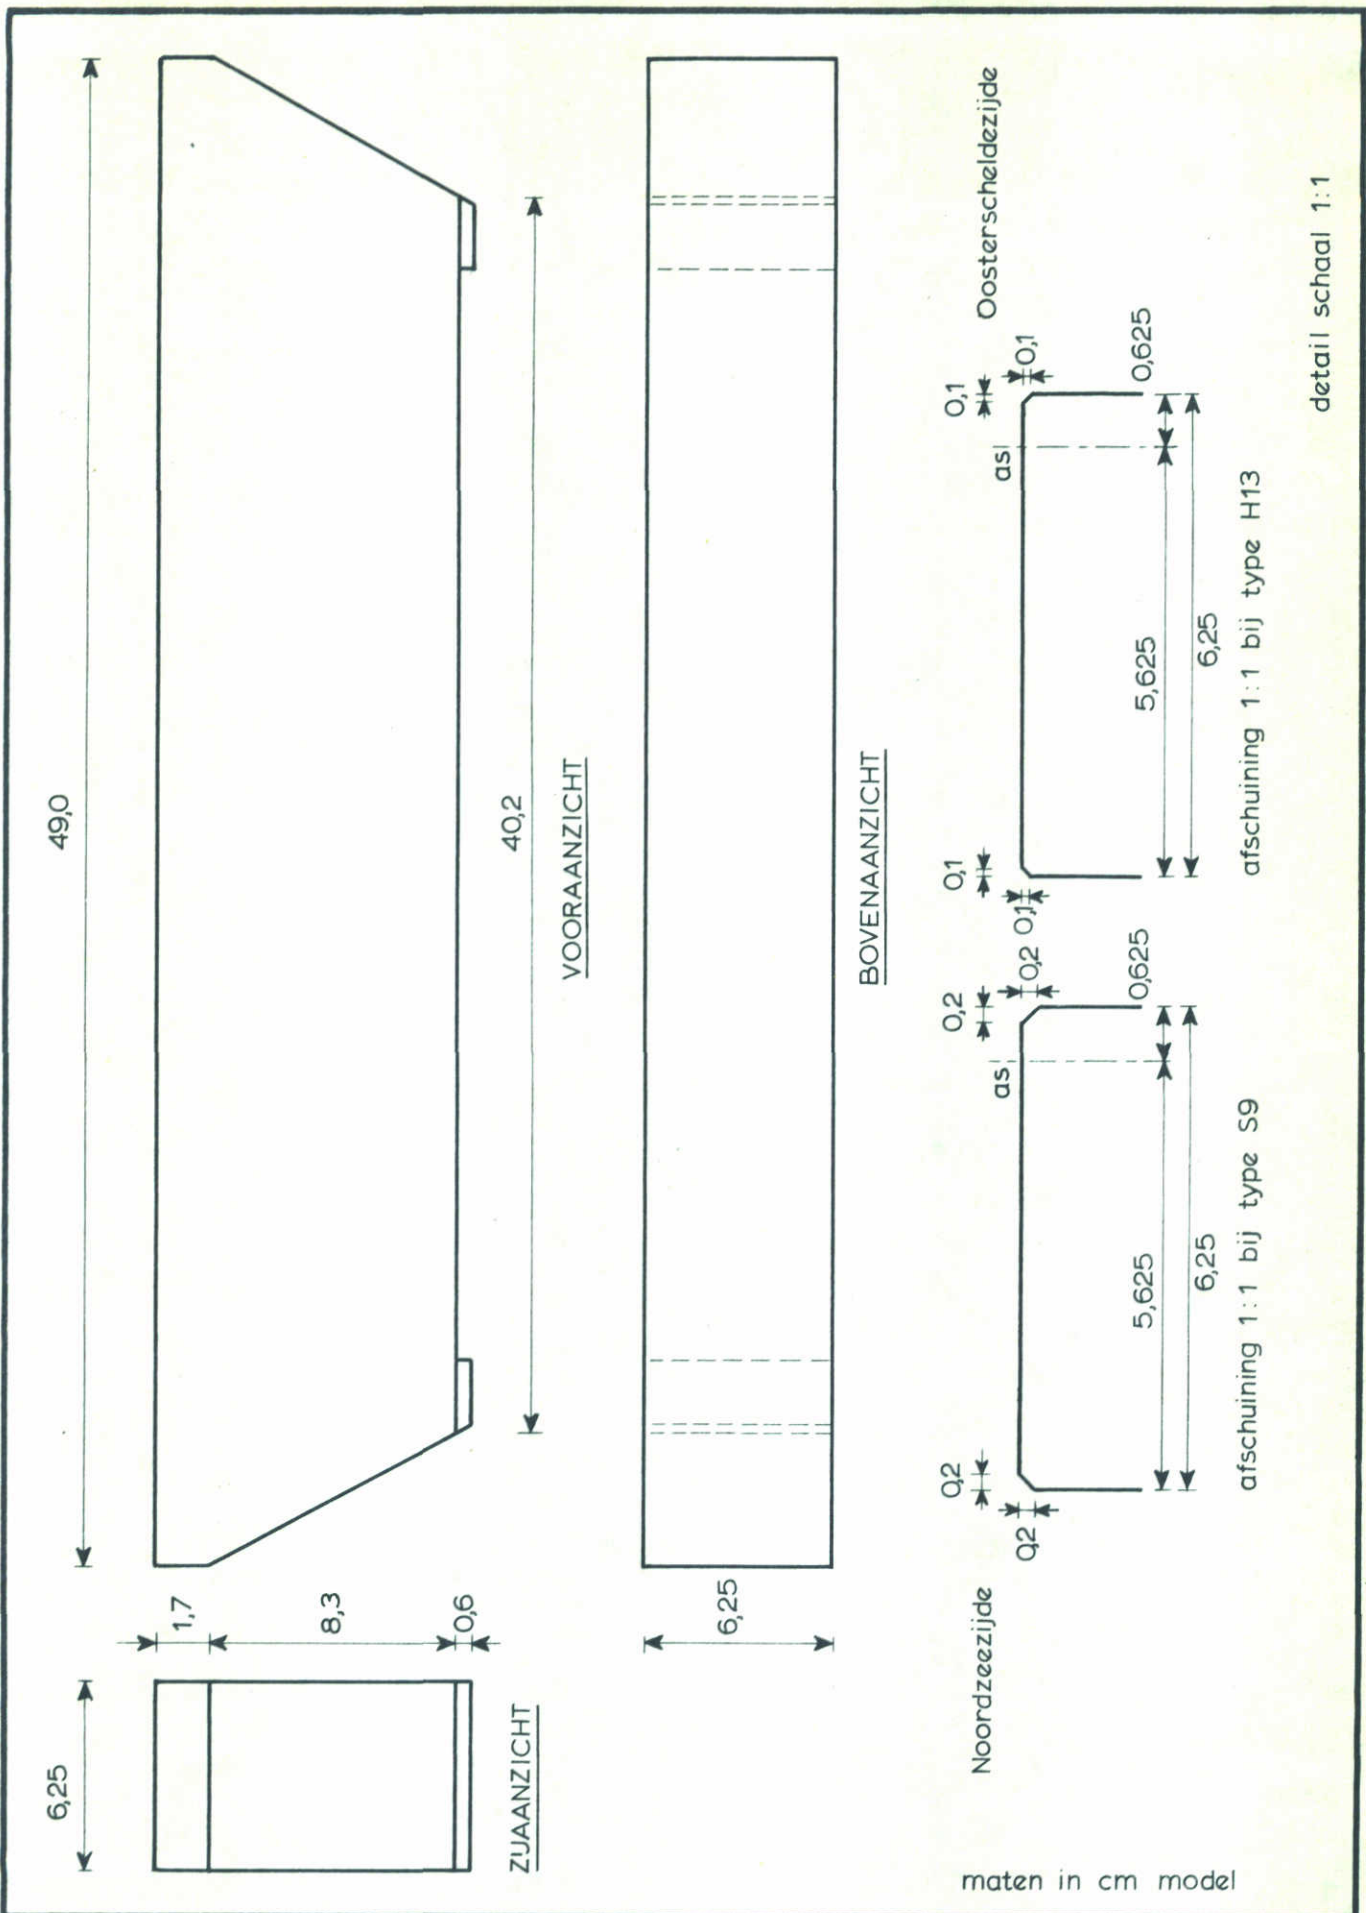 49,0
6,25
1,7
8,3
0,6
40,2
ZIJAANZICHT
VOORAANZICHT
6,25
BOVENAANZICHT
Noordzeezijde
Oosterscheldezijde
0,2
0,2
0,2
0,2
as
0,625
5,625
6,25
afschuining 1:1 bij type S9
0,1
0,1
0,1
0,1
as
0,625
5,625
6,25
afschuining 1:1 bij type H13
maten in cm model
detail schaal 1:1